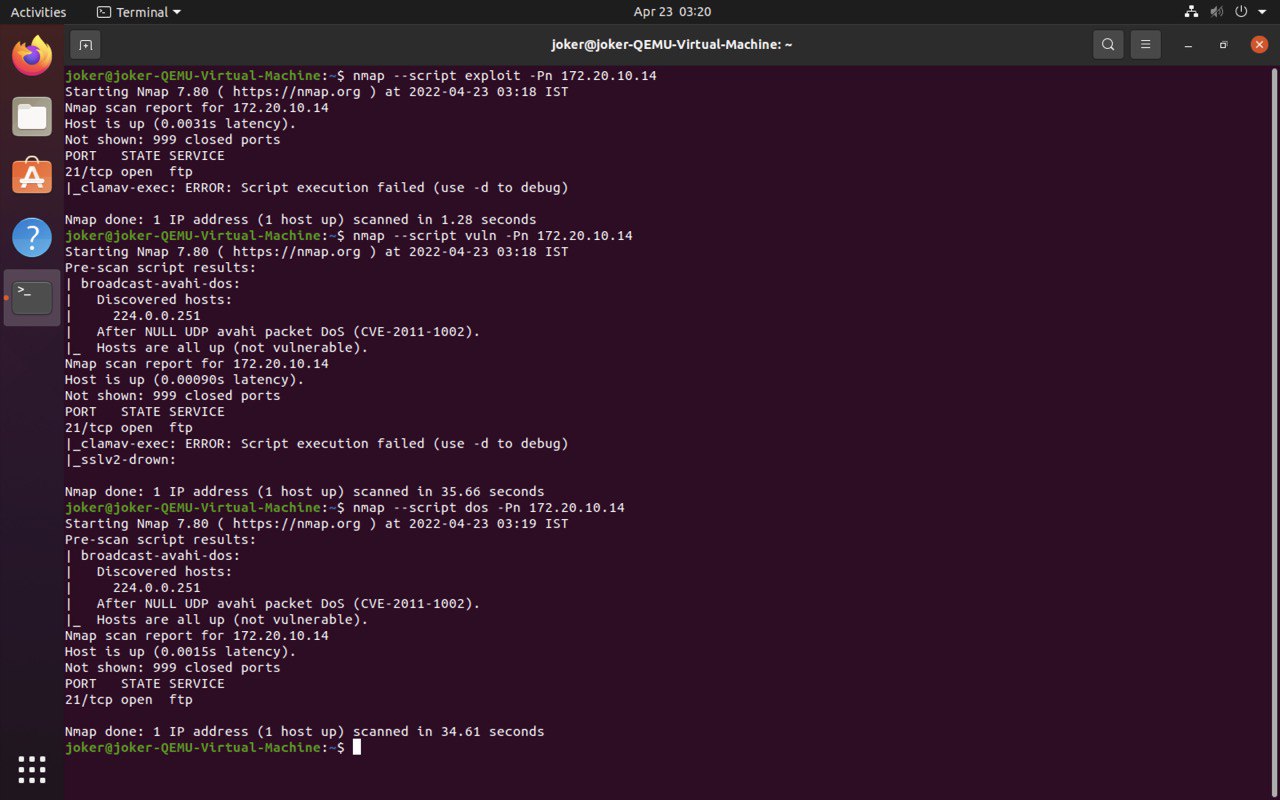 Activities Terminal Apr 23 03:20
joker@joker-QEMU-Virtual-Machine: ~
joker@joker-QEMU-Virtual-Machine:~$ nmap --script exploit -Pn 172.20.10.14
Starting Nmap 7.80 ( https://nmap.org ) at 2022-04-23 03:18 IST
Nmap scan report for 172.20.10.14
Host is up (0.0031s latency).
Not shown: 999 closed ports
PORT   STATE SERVICE
21/tcp open  ftp
|_clamav-exec: ERROR: Script execution failed (use -d to debug)

Nmap done: 1 IP address (1 host up) scanned in 1.28 seconds
joker@joker-QEMU-Virtual-Machine:~$ nmap --script vuln -Pn 172.20.10.14
Starting Nmap 7.80 ( https://nmap.org ) at 2022-04-23 03:18 IST
Pre-scan script results:
| broadcast-avahi-dos:
|   Discovered hosts:
|     224.0.0.251
|   After NULL UDP avahi packet DoS (CVE-2011-1002).
|_  Hosts are all up (not vulnerable).
Nmap scan report for 172.20.10.14
Host is up (0.00090s latency).
Not shown: 999 closed ports
PORT   STATE SERVICE
21/tcp open  ftp
|_clamav-exec: ERROR: Script execution failed (use -d to debug)
|_sslv2-drown:

Nmap done: 1 IP address (1 host up) scanned in 35.66 seconds
joker@joker-QEMU-Virtual-Machine:~$ nmap --script dos -Pn 172.20.10.14
Starting Nmap 7.80 ( https://nmap.org ) at 2022-04-23 03:19 IST
Pre-scan script results:
| broadcast-avahi-dos:
|   Discovered hosts:
|     224.0.0.251
|   After NULL UDP avahi packet DoS (CVE-2011-1002).
|_  Hosts are all up (not vulnerable).
Nmap scan report for 172.20.10.14
Host is up (0.0015s latency).
Not shown: 999 closed ports
PORT   STATE SERVICE
21/tcp open  ftp

Nmap done: 1 IP address (1 host up) scanned in 34.61 seconds
joker@joker-QEMU-Virtual-Machine:~$